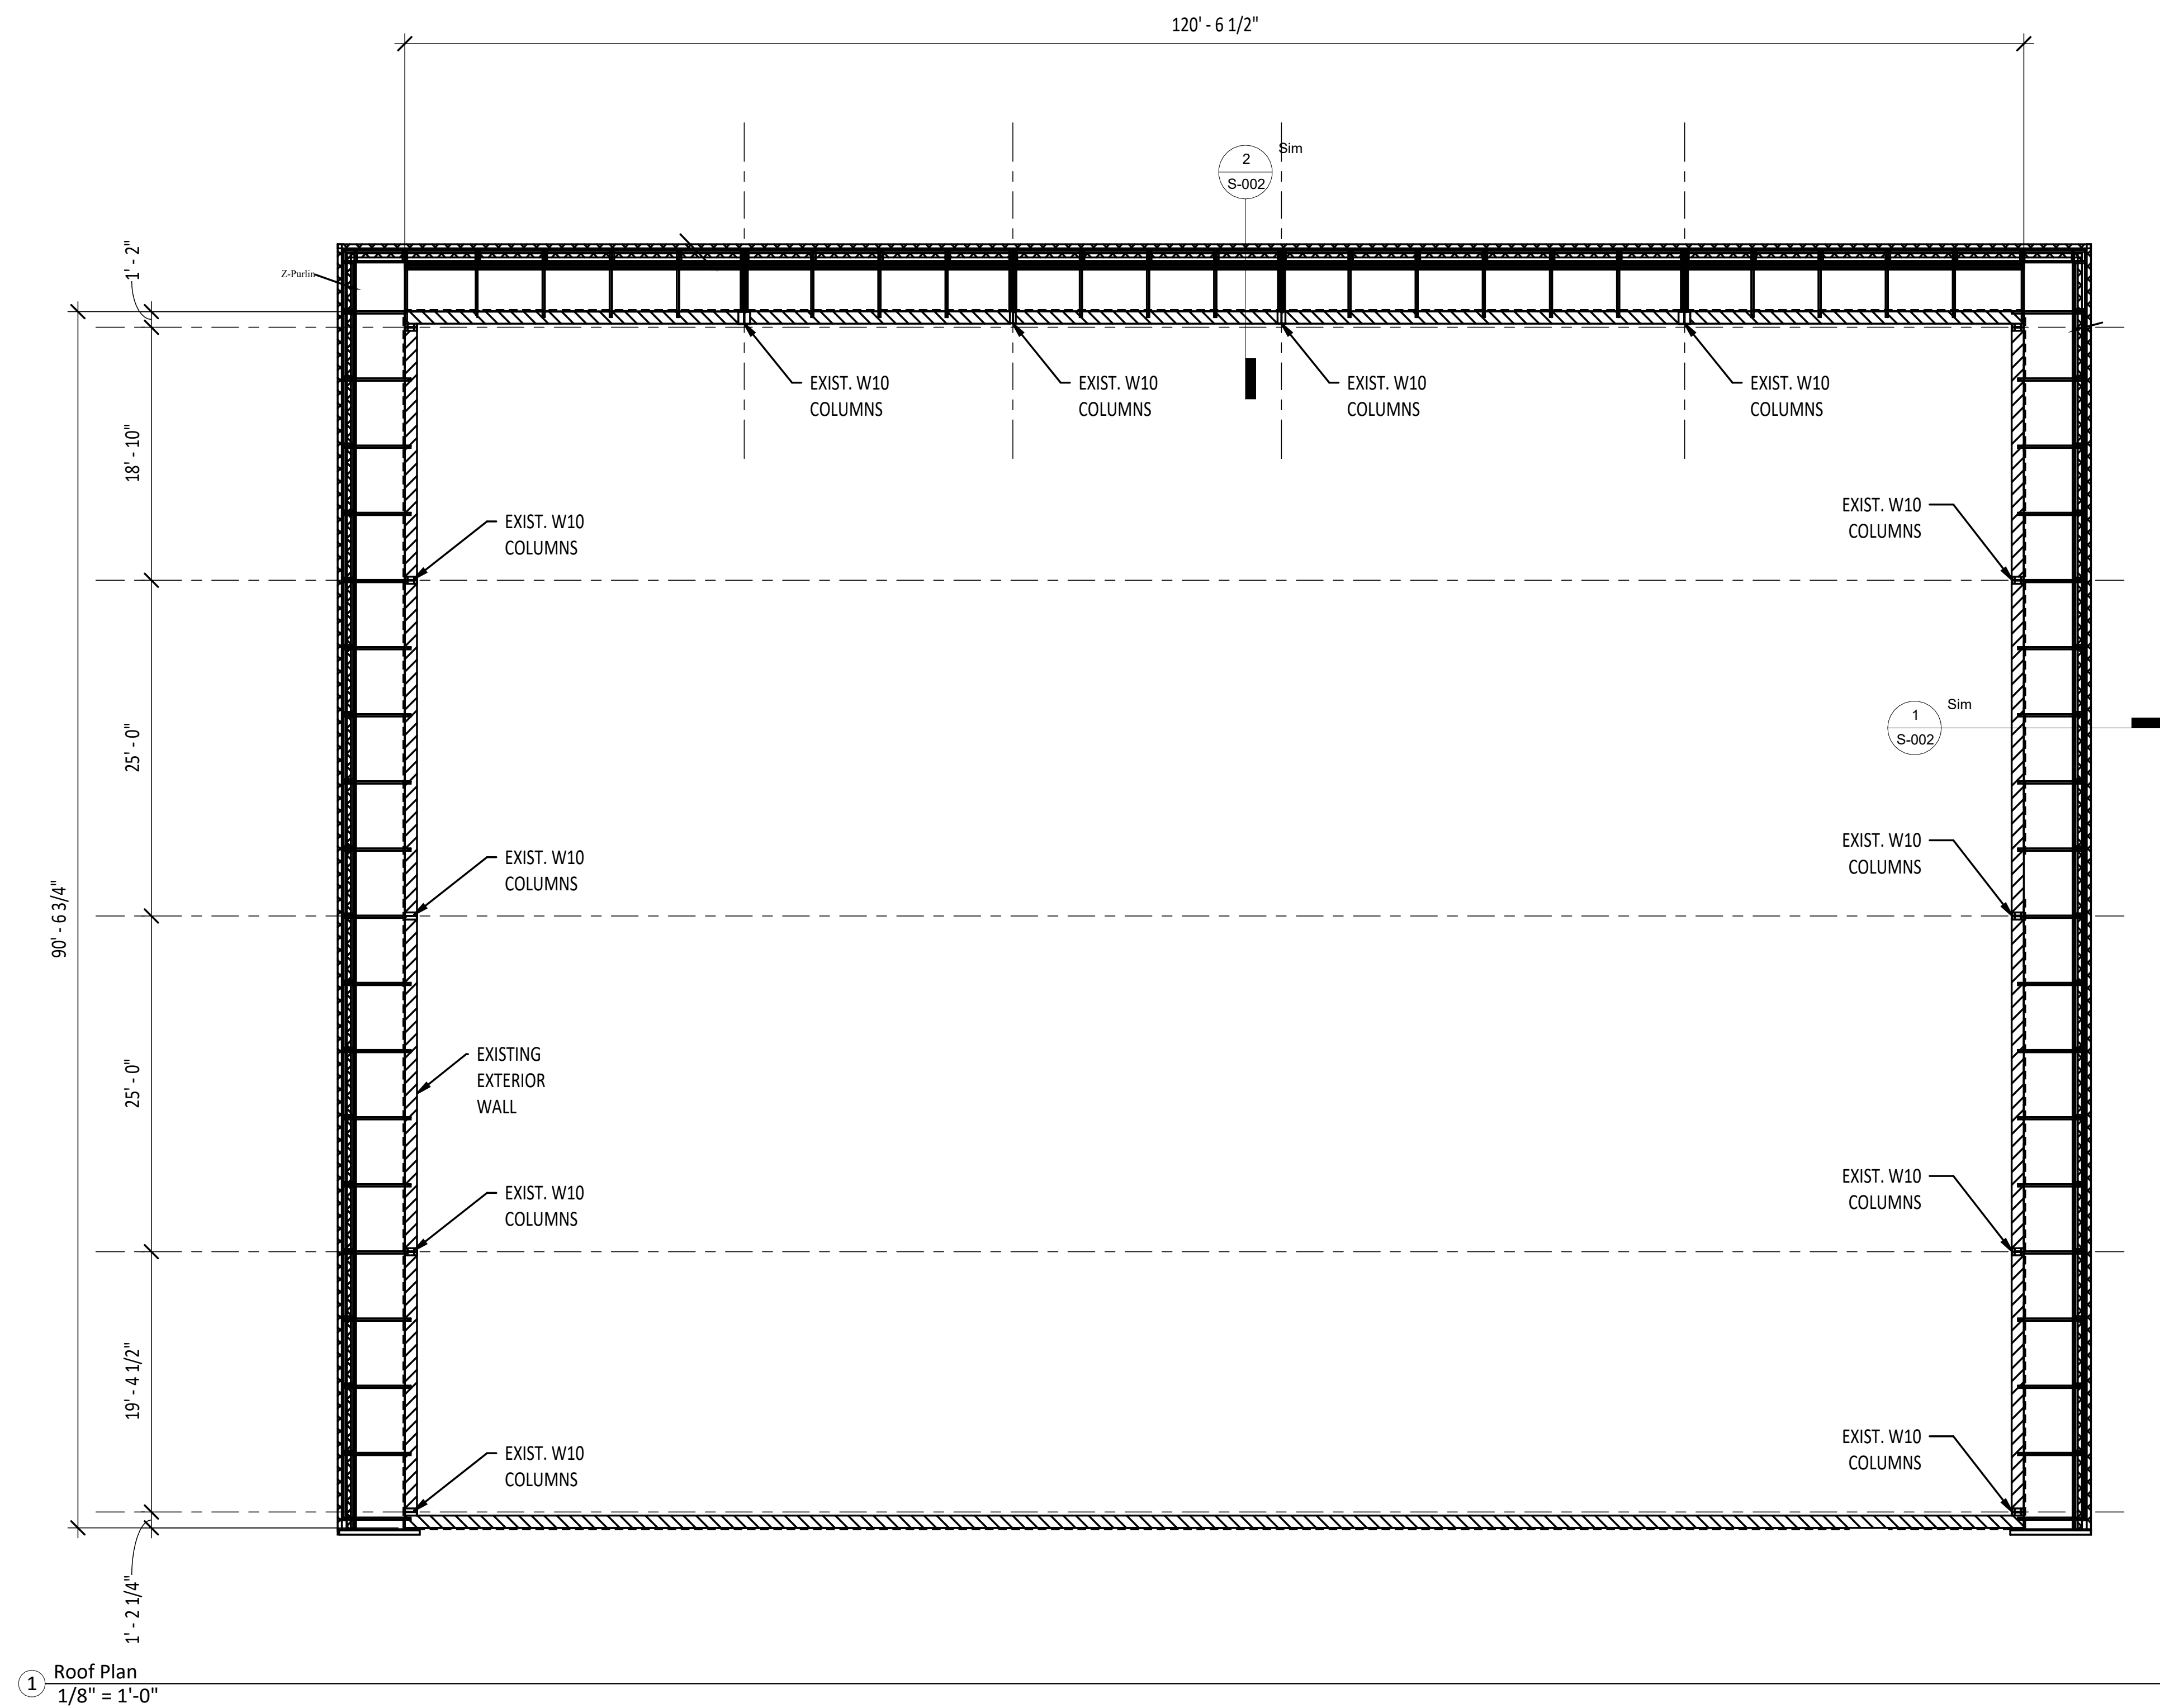 120' - 6 1/2"
2
Sim
S-002
1' - 2"
Z-Purlin
EXIST. W10
COLUMNS
EXIST. W10
COLUMNS
EXIST. W10
COLUMNS
EXIST. W10
COLUMNS
18' - 10"
EXIST. W10
COLUMNS
EXIST. W10
COLUMNS
25' - 0"
1
Sim
S-002
EXIST. W10
COLUMNS
EXIST. W10
COLUMNS
90' - 6 3/4"
25' - 0"
EXISTING
EXTERIOR
WALL
EXIST. W10
COLUMNS
EXIST. W10
COLUMNS
19' - 4 1/2"
EXIST. W10
COLUMNS
EXIST. W10
COLUMNS
1' - 2 1/4"
1
Roof Plan
1/8" = 1'-0"